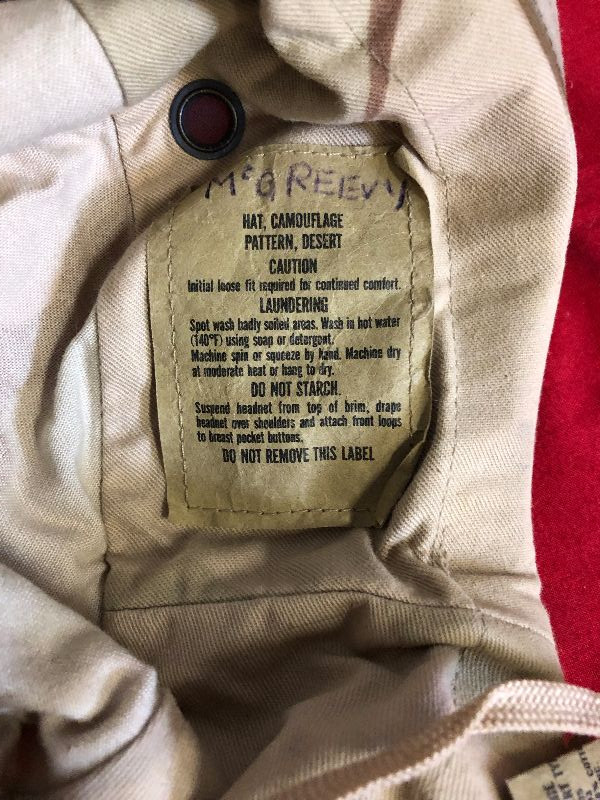 McGREEVY
HAT, CAMOUFLAGE
PATTERN, DESERT
CAUTION
Initial loose fit required for continued comfort.
LAUNDERING
Spot wash badly soiled areas. Wash in hot water
(140°F) using soap or detergent.
Machine spin or squeeze by hand. Machine dry
at moderate heat or hang to dry.
DO NOT STARCH.
Suspend headnet from top of brim, drape
headnet over shoulders and attach front loops
to breast pocket buttons.
DO NOT REMOVE THIS LABEL